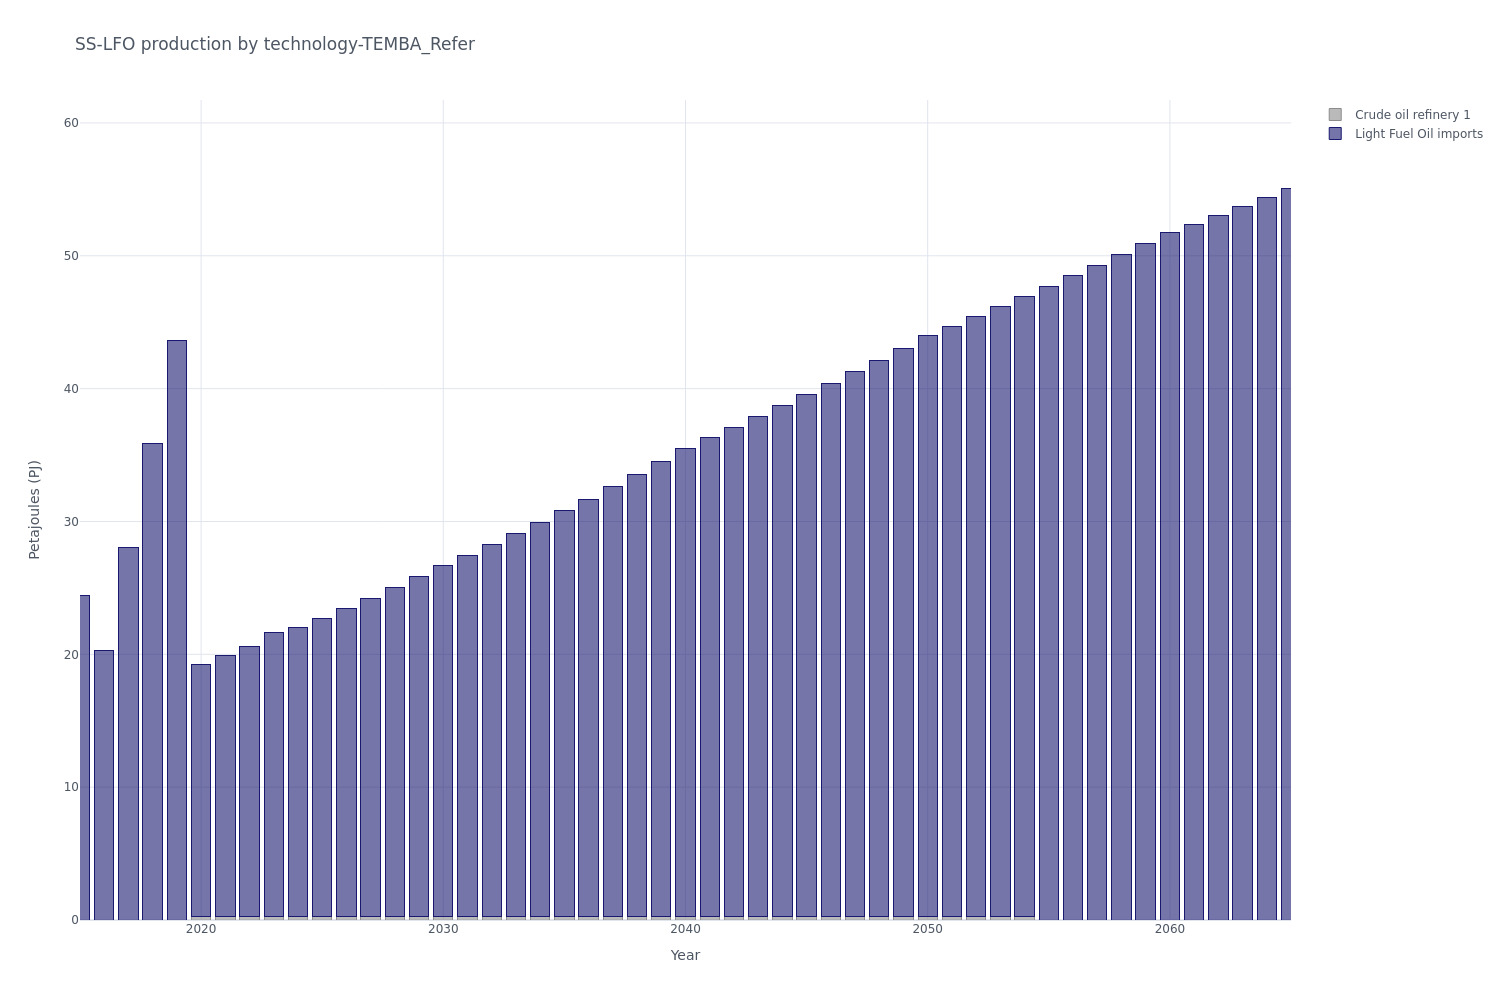 SS-LFO production by technology-TEMBA_Refer
Crude oil refinery 1
Light Fuel Oil imports
60
50
40
30
20
10
0
Petajoules (PJ)
2020
2030
2040
2050
2060
Year